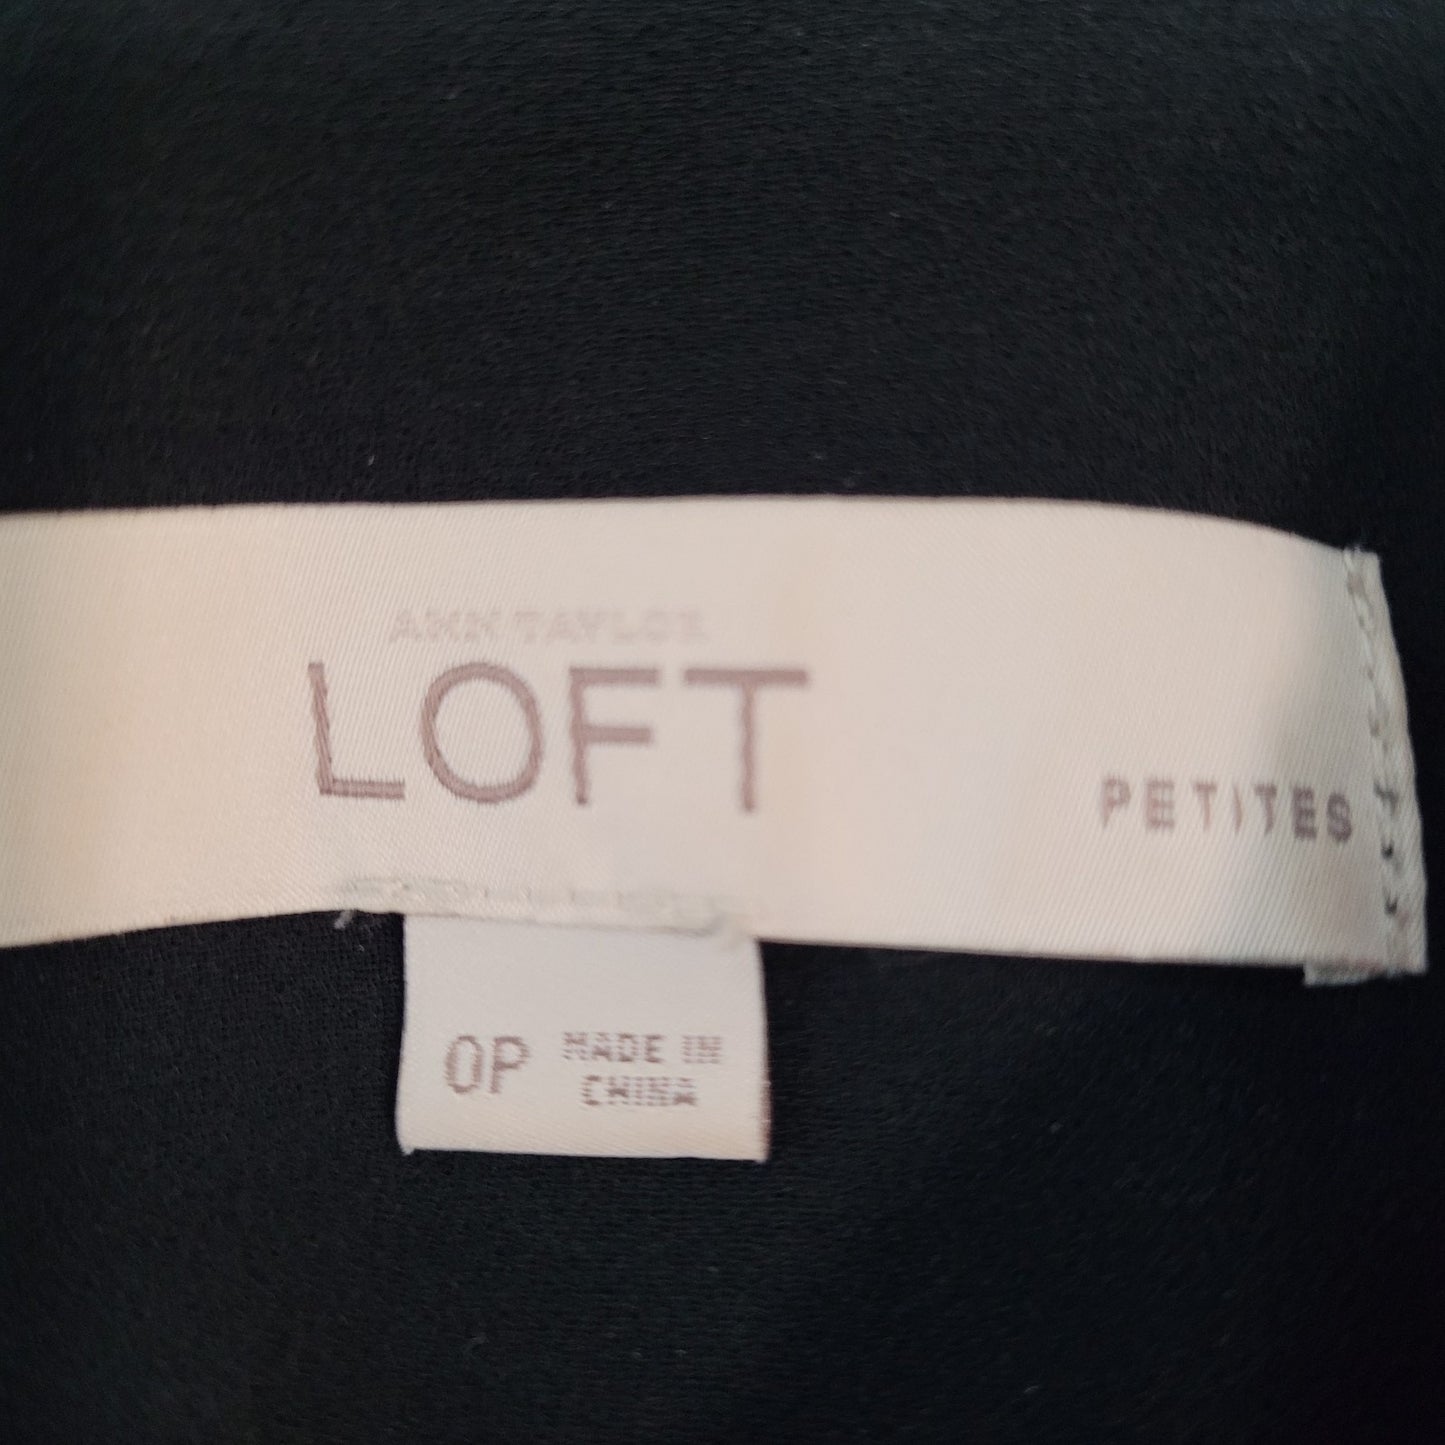 ANN TAYLOR
LOFT
PETITES
0P MADE IN
CHINA